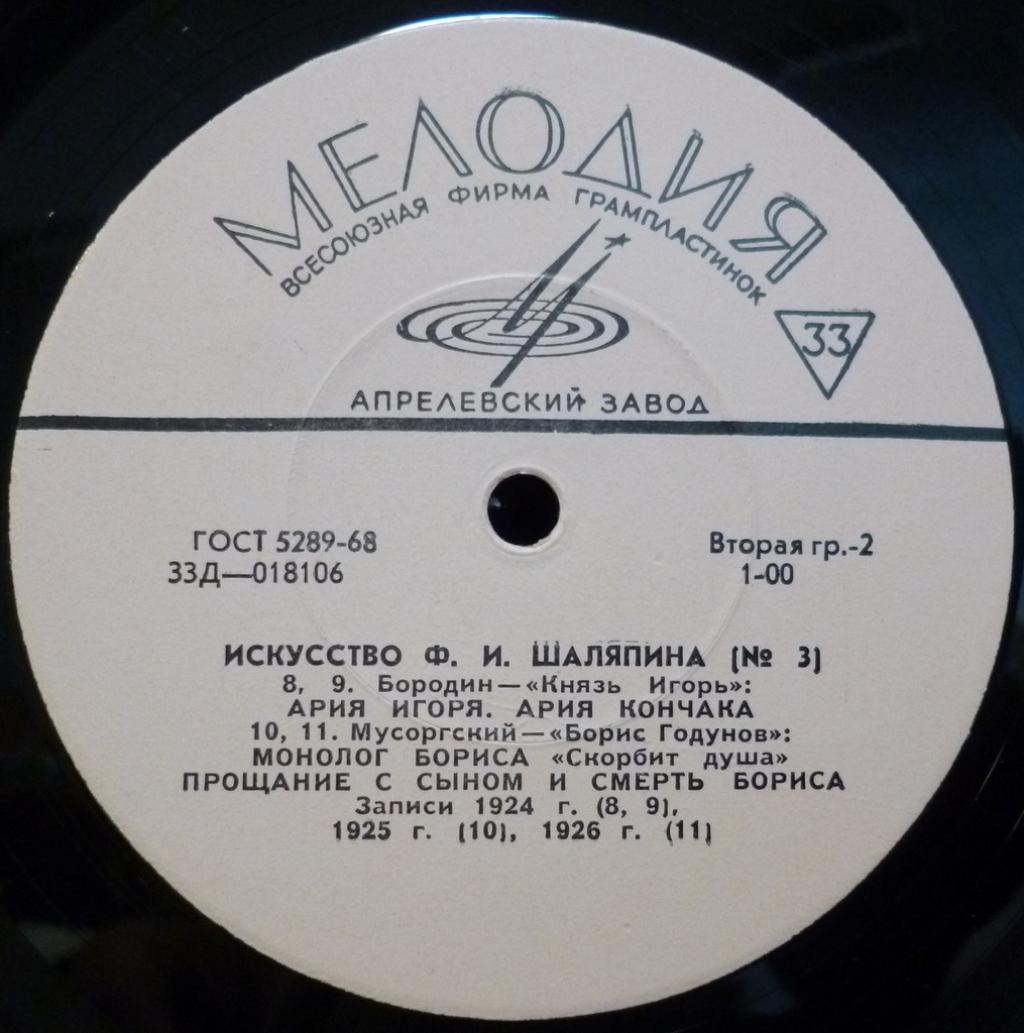 МЕЛОДИЯ
ВСЕСОЮЗНАЯ ФИРМА ГРАМПЛАСТИНОК
33
АПРЕЛЕВСКИЙ ЗАВОД
ГОСТ 5289-68
33Д—018106
Вторая гр.-2
1-00
ИСКУССТВО Ф. И. ШАЛЯПИНА (№ 3)
8, 9. Бородин—«Князь Игорь»:
АРИЯ ИГОРЯ. АРИЯ КОНЧАКА
10, 11. Мусоргский—«Борис Годунов»:
МОНОЛОГ БОРИСА «Скорбит душа»
ПРОЩАНИЕ С СЫНОМ И СМЕРТЬ БОРИСА
Записи 1924 г. (8, 9),
1925 г. (10), 1926 г. (11)